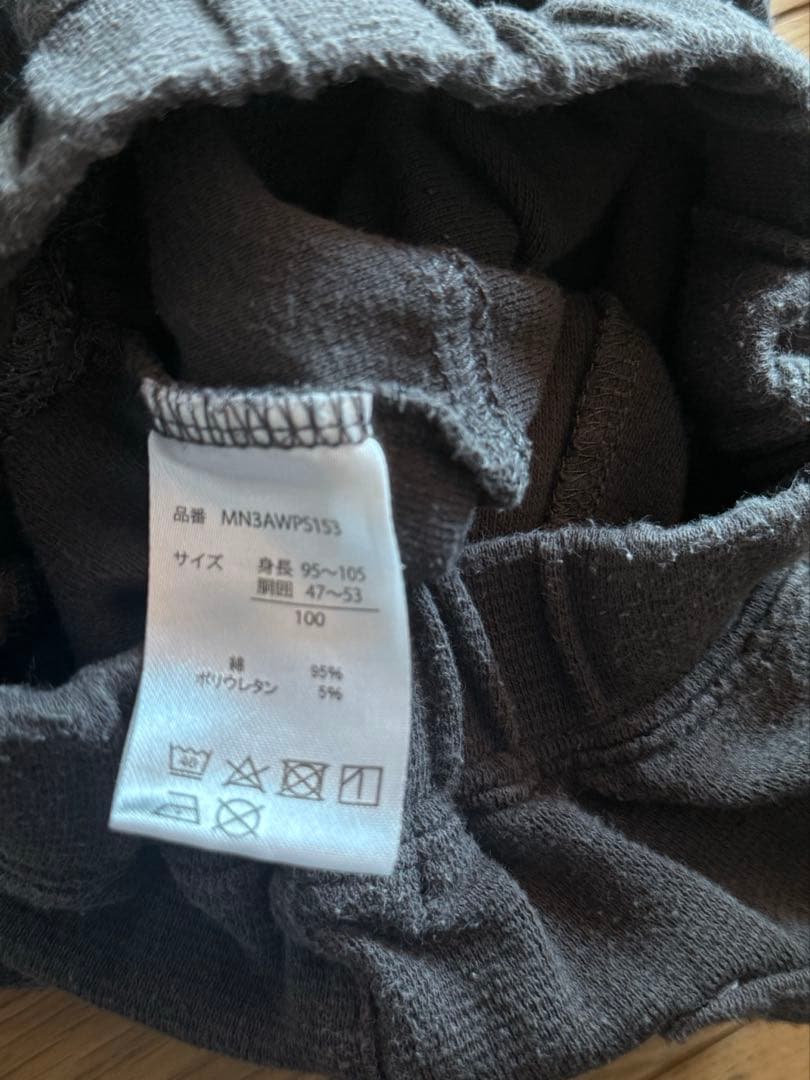 品番 MN3AWPS153
サイズ 身長 95〜105
胴囲 47〜53
100
綿 95%
ポリウレタン 5%
40